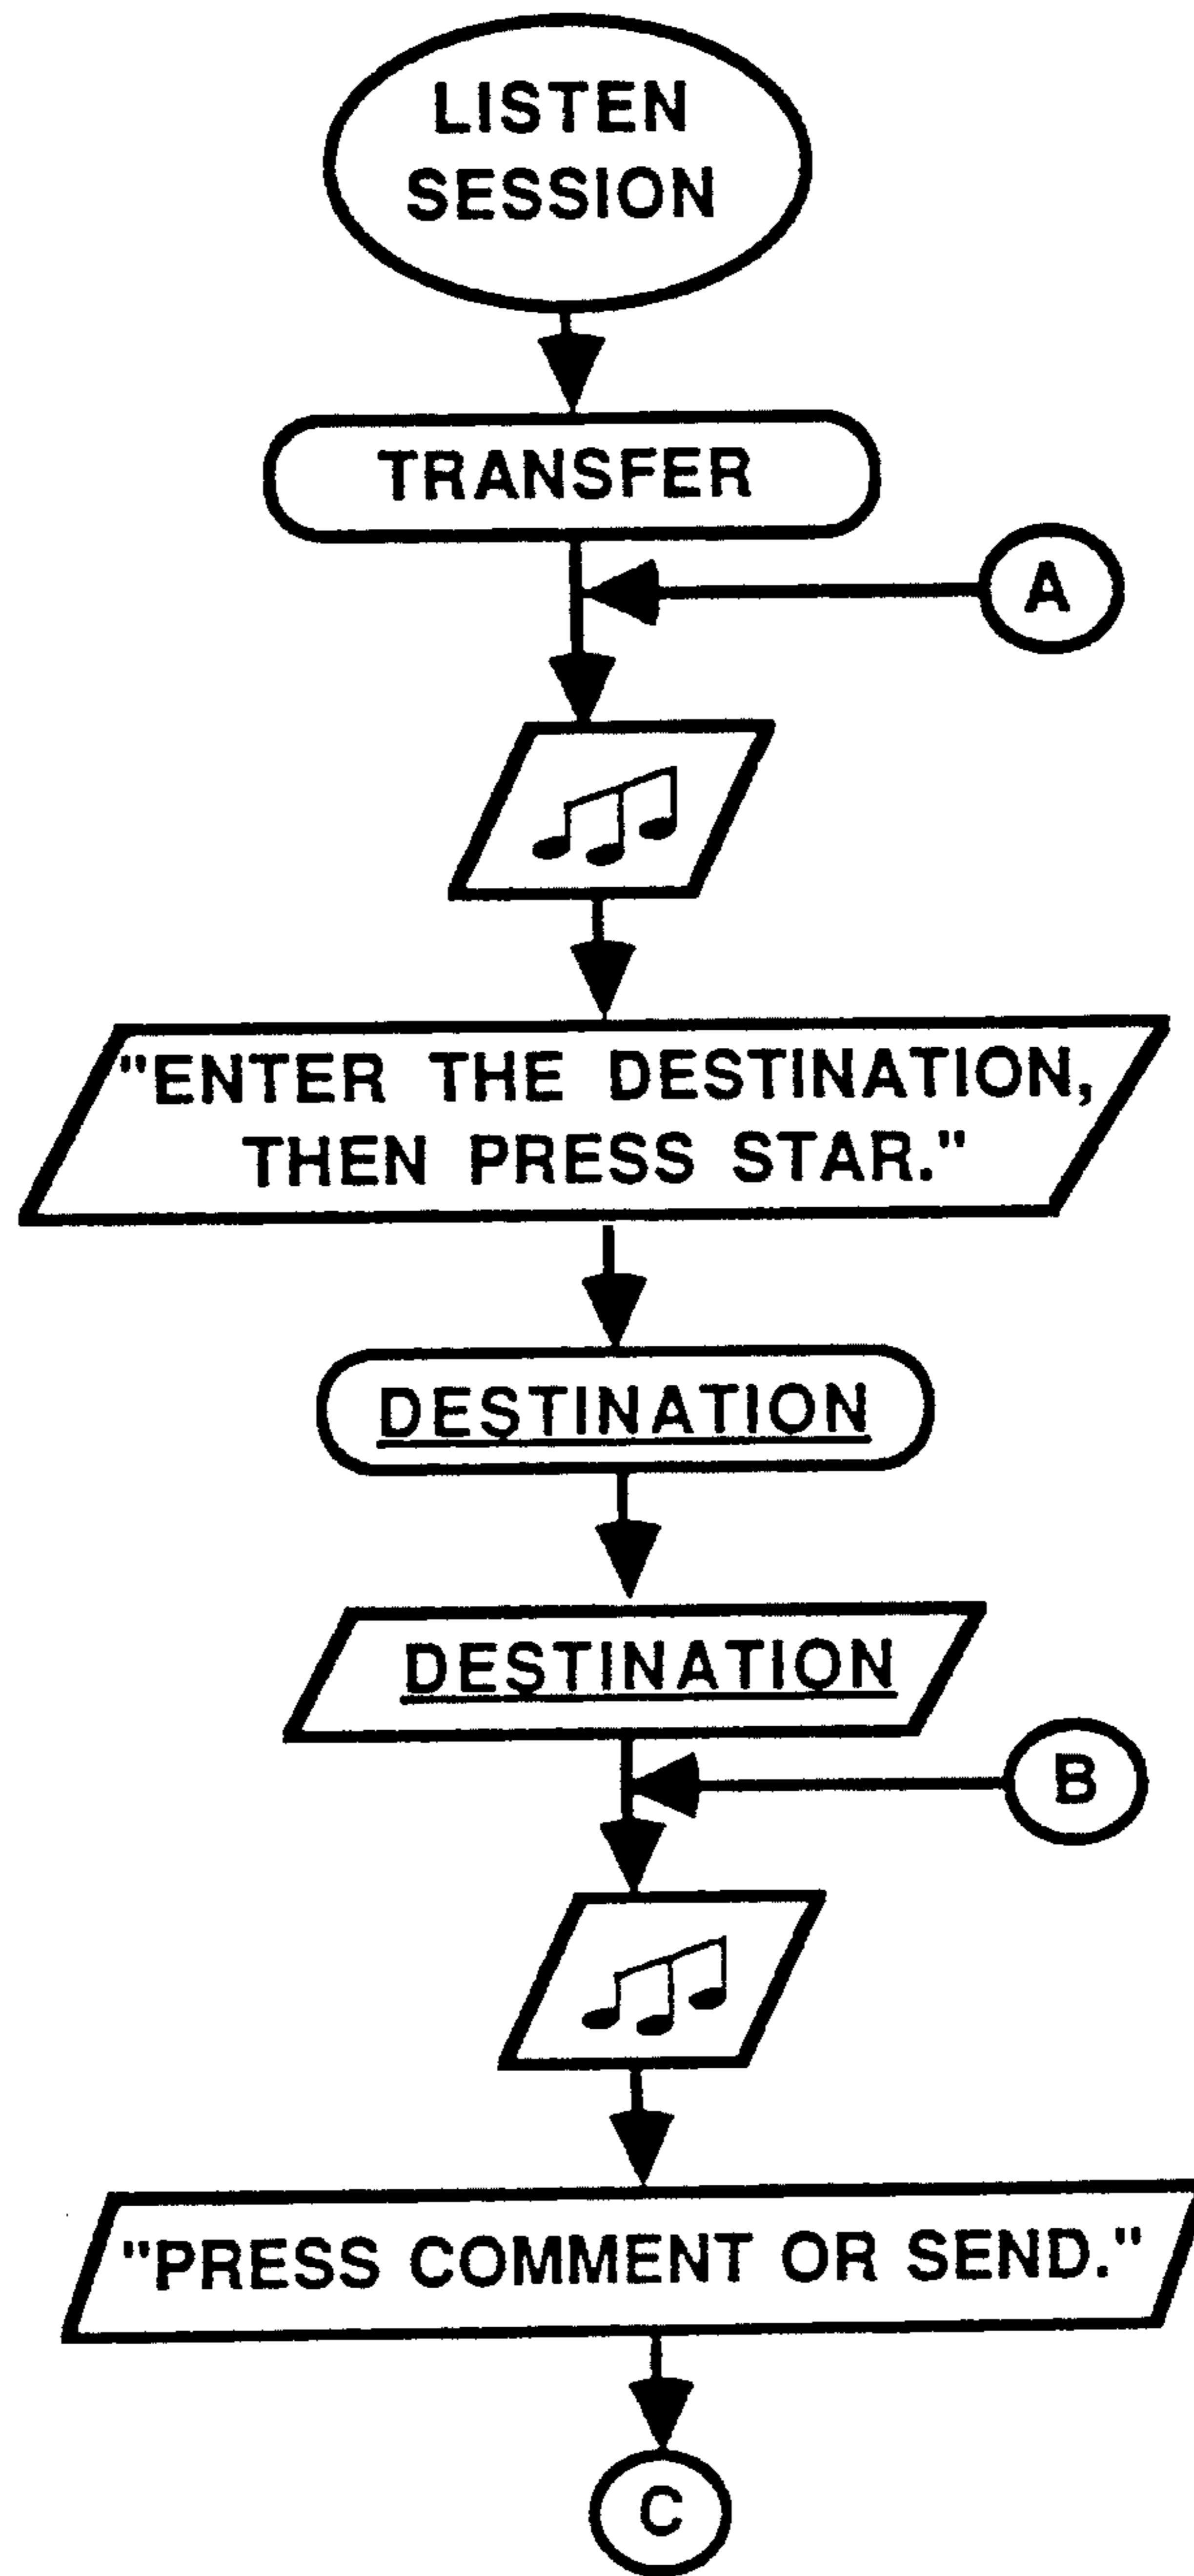 LISTEN
SESSION
TRANSFER
A
"ENTER THE DESTINATION,
THEN PRESS STAR."
DESTINATION
DESTINATION
B
"PRESS COMMENT OR SEND."
C